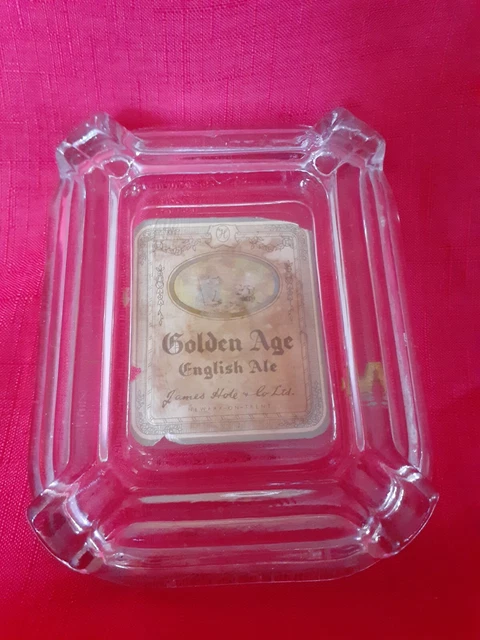 Golden Age
English Ale
James Hole & Co Ltd.